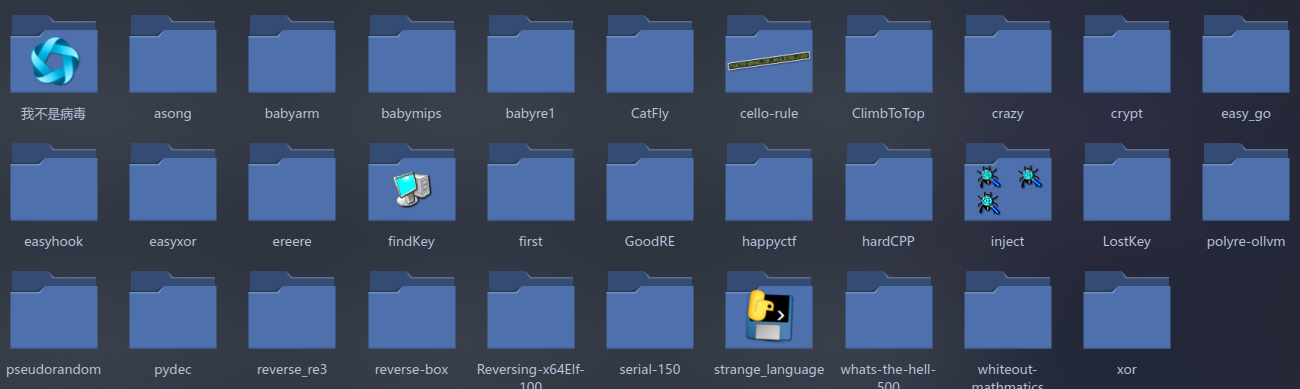 我不是病毒
asong
babyarm
babymips
babyre1
CatFly
cello-rule
ClimbToTop
crazy
crypt
easy_go
easyhook
easyxor
ereere
findKey
first
GoodRE
happyctf
hardCPP
inject
LostKey
polyre-ollvm
pseudorandom
pydec
reverse_re3
reverse-box
Reversing-x64Elf-
100
serial-150
strange_language
whats-the-hell-
500
whiteout-
mathmatics
xor